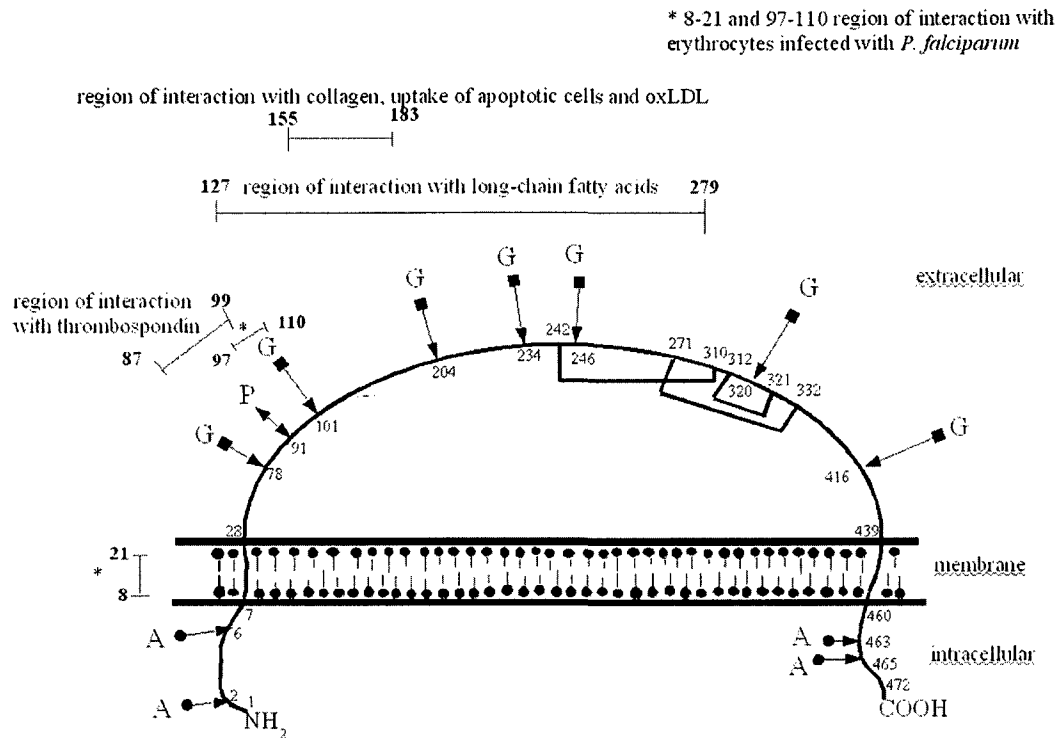 * 8-21 and 97-110 region of interaction with
erythrocytes infected with P. falciparum
region of interaction with collagen, uptake of apoptotic cells and oxLDL
155 183
127 region of interaction with long-chain fatty acids 279
G G G G
extracellular
region of interaction
with thrombospondin
99 * 110
87 97
G
P
G
242
204 234 246 271 310 312
320 321 332
101
91
78
G
416
28 439
21
*
8
membrane
7 460
A 6 A 463
A 465
intracellular
A 2 1 472
NH2 COOH